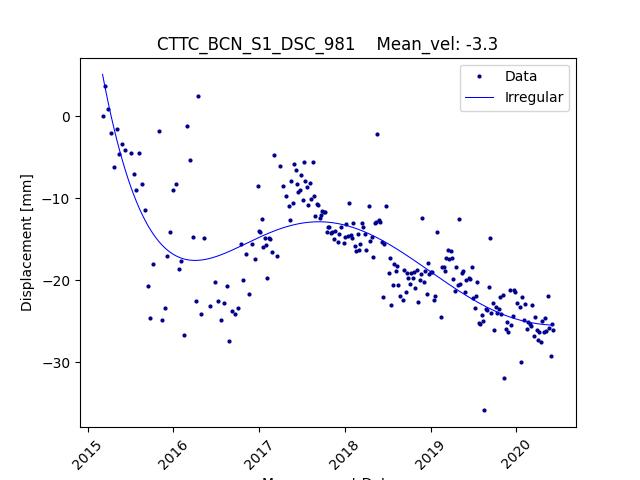 CTTC_BCN_S1_DSC_981    Mean_vel: -3.3
Data
Irregular
Displacement [mm]
0
−10
−20
−30
2015
2016
2017
2018
2019
2020